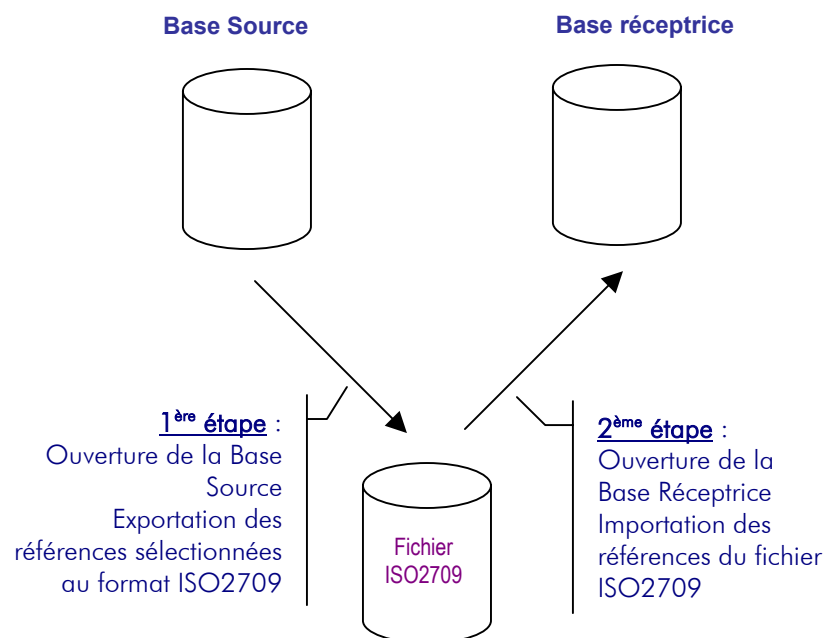 Base Source
Base réceptrice
1ère étape :
Ouverture de la Base
Source
Exportation des
références sélectionnées
au format ISO2709
Fichier
ISO2709
2ème étape :
Ouverture de la
Base Réceptrice
Importation des
références du fichier
ISO2709